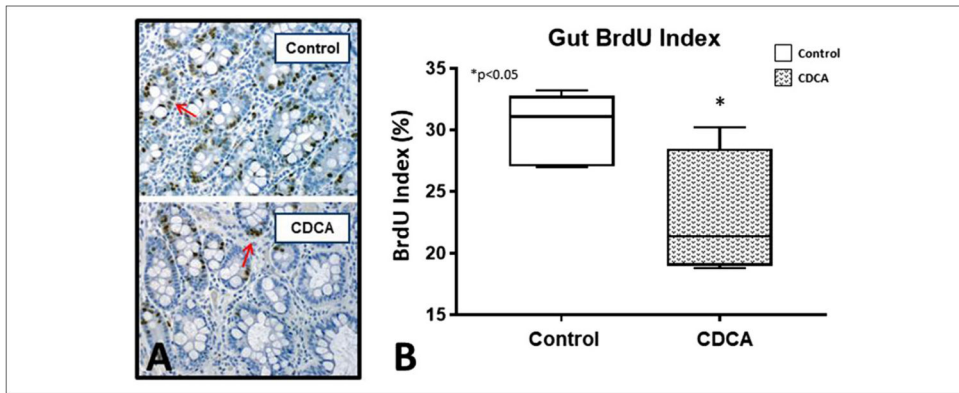 Control
CDCA
A
Gut BrdU Index
Control
CDCA
*p<0.05
*
BrdU Index (%)
35
30
25
20
15
Control
CDCA
B